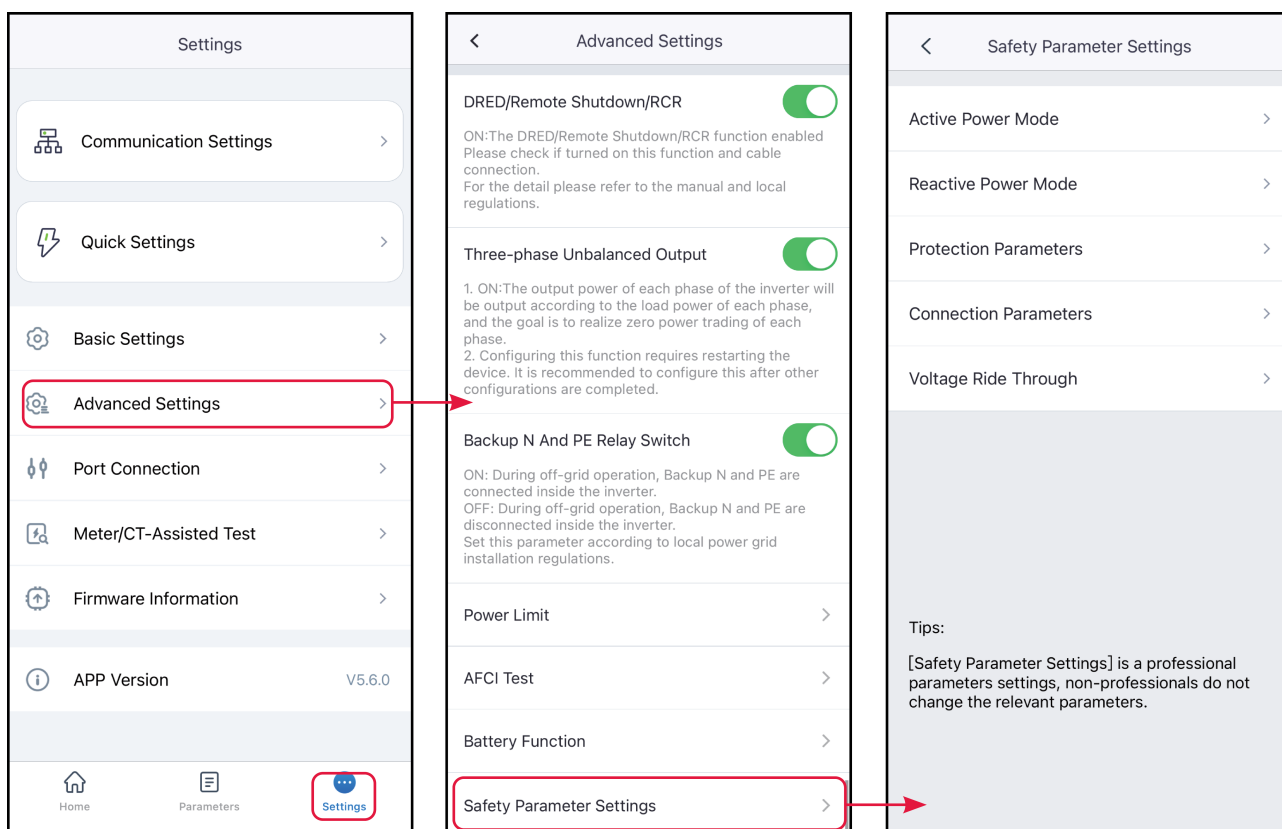 Settings
Communication Settings
Quick Settings
Basic Settings
Advanced Settings
Port Connection
Meter/CT-Assisted Test
Firmware Information
APP Version V5.6.0
Home Parameters Settings
Advanced Settings
DRED/Remote Shutdown/RCR
ON:The DRED/Remote Shutdown/RCR function enabled
Please check if turned on this function and cable
connection.
For the detail please refer to the manual and local
regulations.
Three-phase Unbalanced Output
1. ON:The output power of each phase of the inverter will
be output according to the load power of each phase,
and the goal is to realize zero power trading of each
phase.
2. Configuring this function requires restarting the
device. It is recommended to configure this after other
configurations are completed.
Backup N And PE Relay Switch
ON: During off-grid operation, Backup N and PE are
connected inside the inverter.
OFF: During off-grid operation, Backup N and PE are
disconnected inside the inverter.
Set this parameter according to local power grid
installation regulations.
Power Limit
AFCI Test
Battery Function
Safety Parameter Settings
Safety Parameter Settings
Active Power Mode
Reactive Power Mode
Protection Parameters
Connection Parameters
Voltage Ride Through
Tips:
[Safety Parameter Settings] is a professional
parameters settings, non-professionals do not
change the relevant parameters.